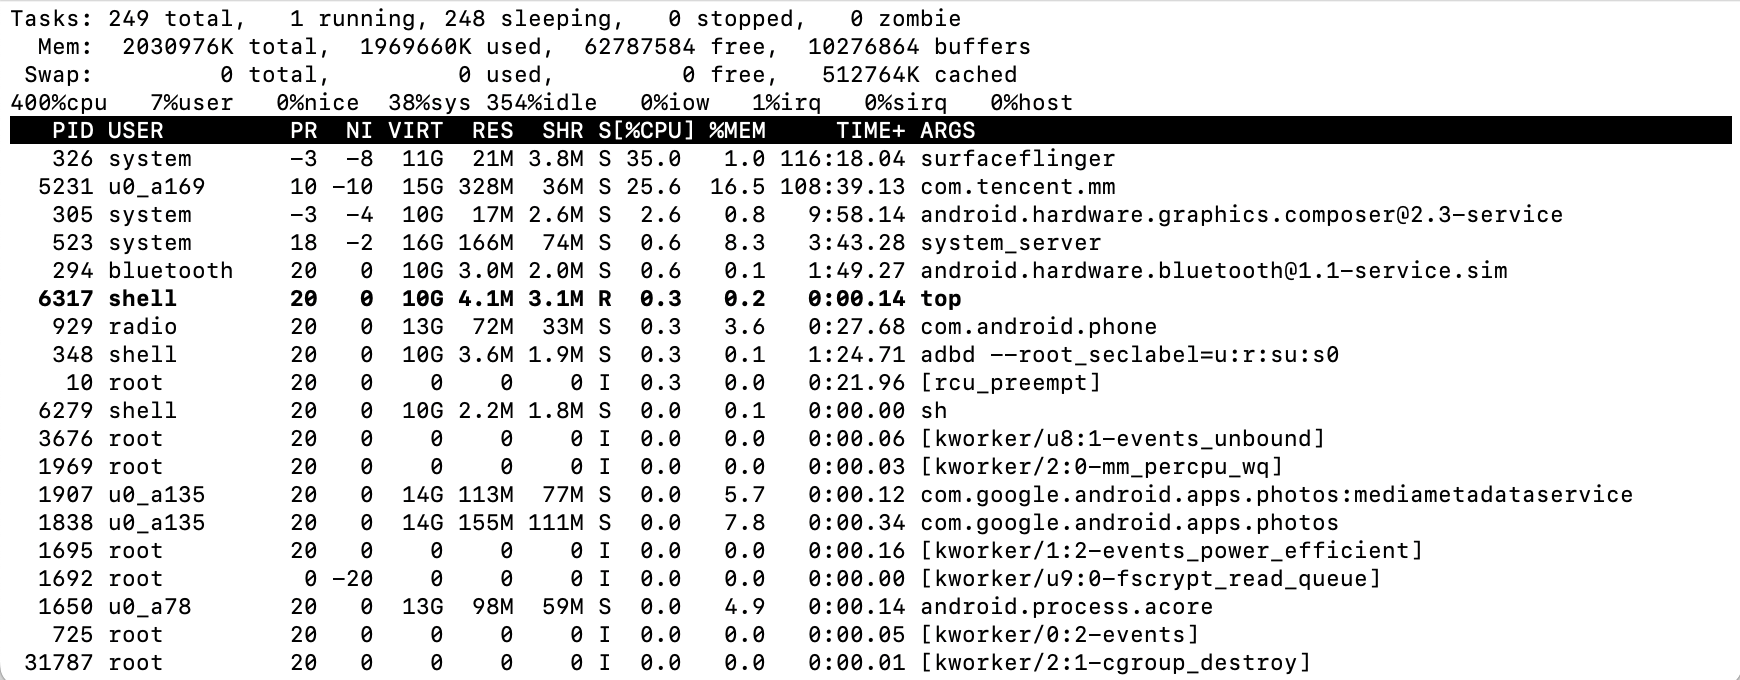 Tasks: 249 total,   1 running, 248 sleeping,   0 stopped,   0 zombie
  Mem:  2030976K total,  1969660K used,  62787584 free,  10276864 buffers
 Swap:         0 total,         0 used,         0 free,   512764K cached
400%cpu   7%user   0%nice  38%sys 354%idle   0%iow   1%irq   0%sirq   0%host
   PID USER         PR  NI VIRT  RES  SHR S[%CPU] %MEM     TIME+ ARGS
   326 system       -3  -8  11G  21M 3.8M S 35.0   1.0 116:18.04 surfaceflinger
  5231 u0_a169      10 -10  15G 328M  36M S 25.6  16.5 108:39.13 com.tencent.mm
   305 system       -3  -4  10G  17M 2.6M S  2.6   0.8   9:58.14 android.hardware.graphics.composer@2.3-service
   523 system       18  -2  16G 166M  74M S  0.6   8.3   3:43.28 system_server
   294 bluetooth    20   0  10G 3.0M 2.0M S  0.6   0.1   1:49.27 android.hardware.bluetooth@1.1-service.sim
  6317 shell        20   0  10G 4.1M 3.1M R  0.3   0.2   0:00.14 top
   929 radio        20   0  13G  72M  33M S  0.3   3.6   0:27.68 com.android.phone
   348 shell        20   0  10G 3.6M 1.9M S  0.3   0.1   1:24.71 adbd --root_seclabel=u:r:su:s0
    10 root         20   0    0    0    0 I  0.3   0.0   0:21.96 [rcu_preempt]
  6279 shell        20   0  10G 2.2M 1.8M S  0.0   0.1   0:00.00 sh
  3676 root         20   0    0    0    0 I  0.0   0.0   0:00.06 [kworker/u8:1-events_unbound]
  1969 root         20   0    0    0    0 I  0.0   0.0   0:00.03 [kworker/2:0-mm_percpu_wq]
  1907 u0_a135      20   0  14G 113M  77M S  0.0   5.7   0:00.12 com.google.android.apps.photos:mediametadataservice
  1838 u0_a135      20   0  14G 155M 111M S  0.0   7.8   0:00.34 com.google.android.apps.photos
  1695 root         20   0    0    0    0 I  0.0   0.0   0:00.16 [kworker/1:2-events_power_efficient]
  1692 root          0 -20    0    0    0 I  0.0   0.0   0:00.00 [kworker/u9:0-fscrypt_read_queue]
  1650 u0_a78       20   0  13G  98M  59M S  0.0   4.9   0:00.14 android.process.acore
   725 root         20   0    0    0    0 I  0.0   0.0   0:00.05 [kworker/0:2-events]
 31787 root         20   0    0    0    0 I  0.0   0.0   0:00.01 [kworker/2:1-cgroup_destroy]